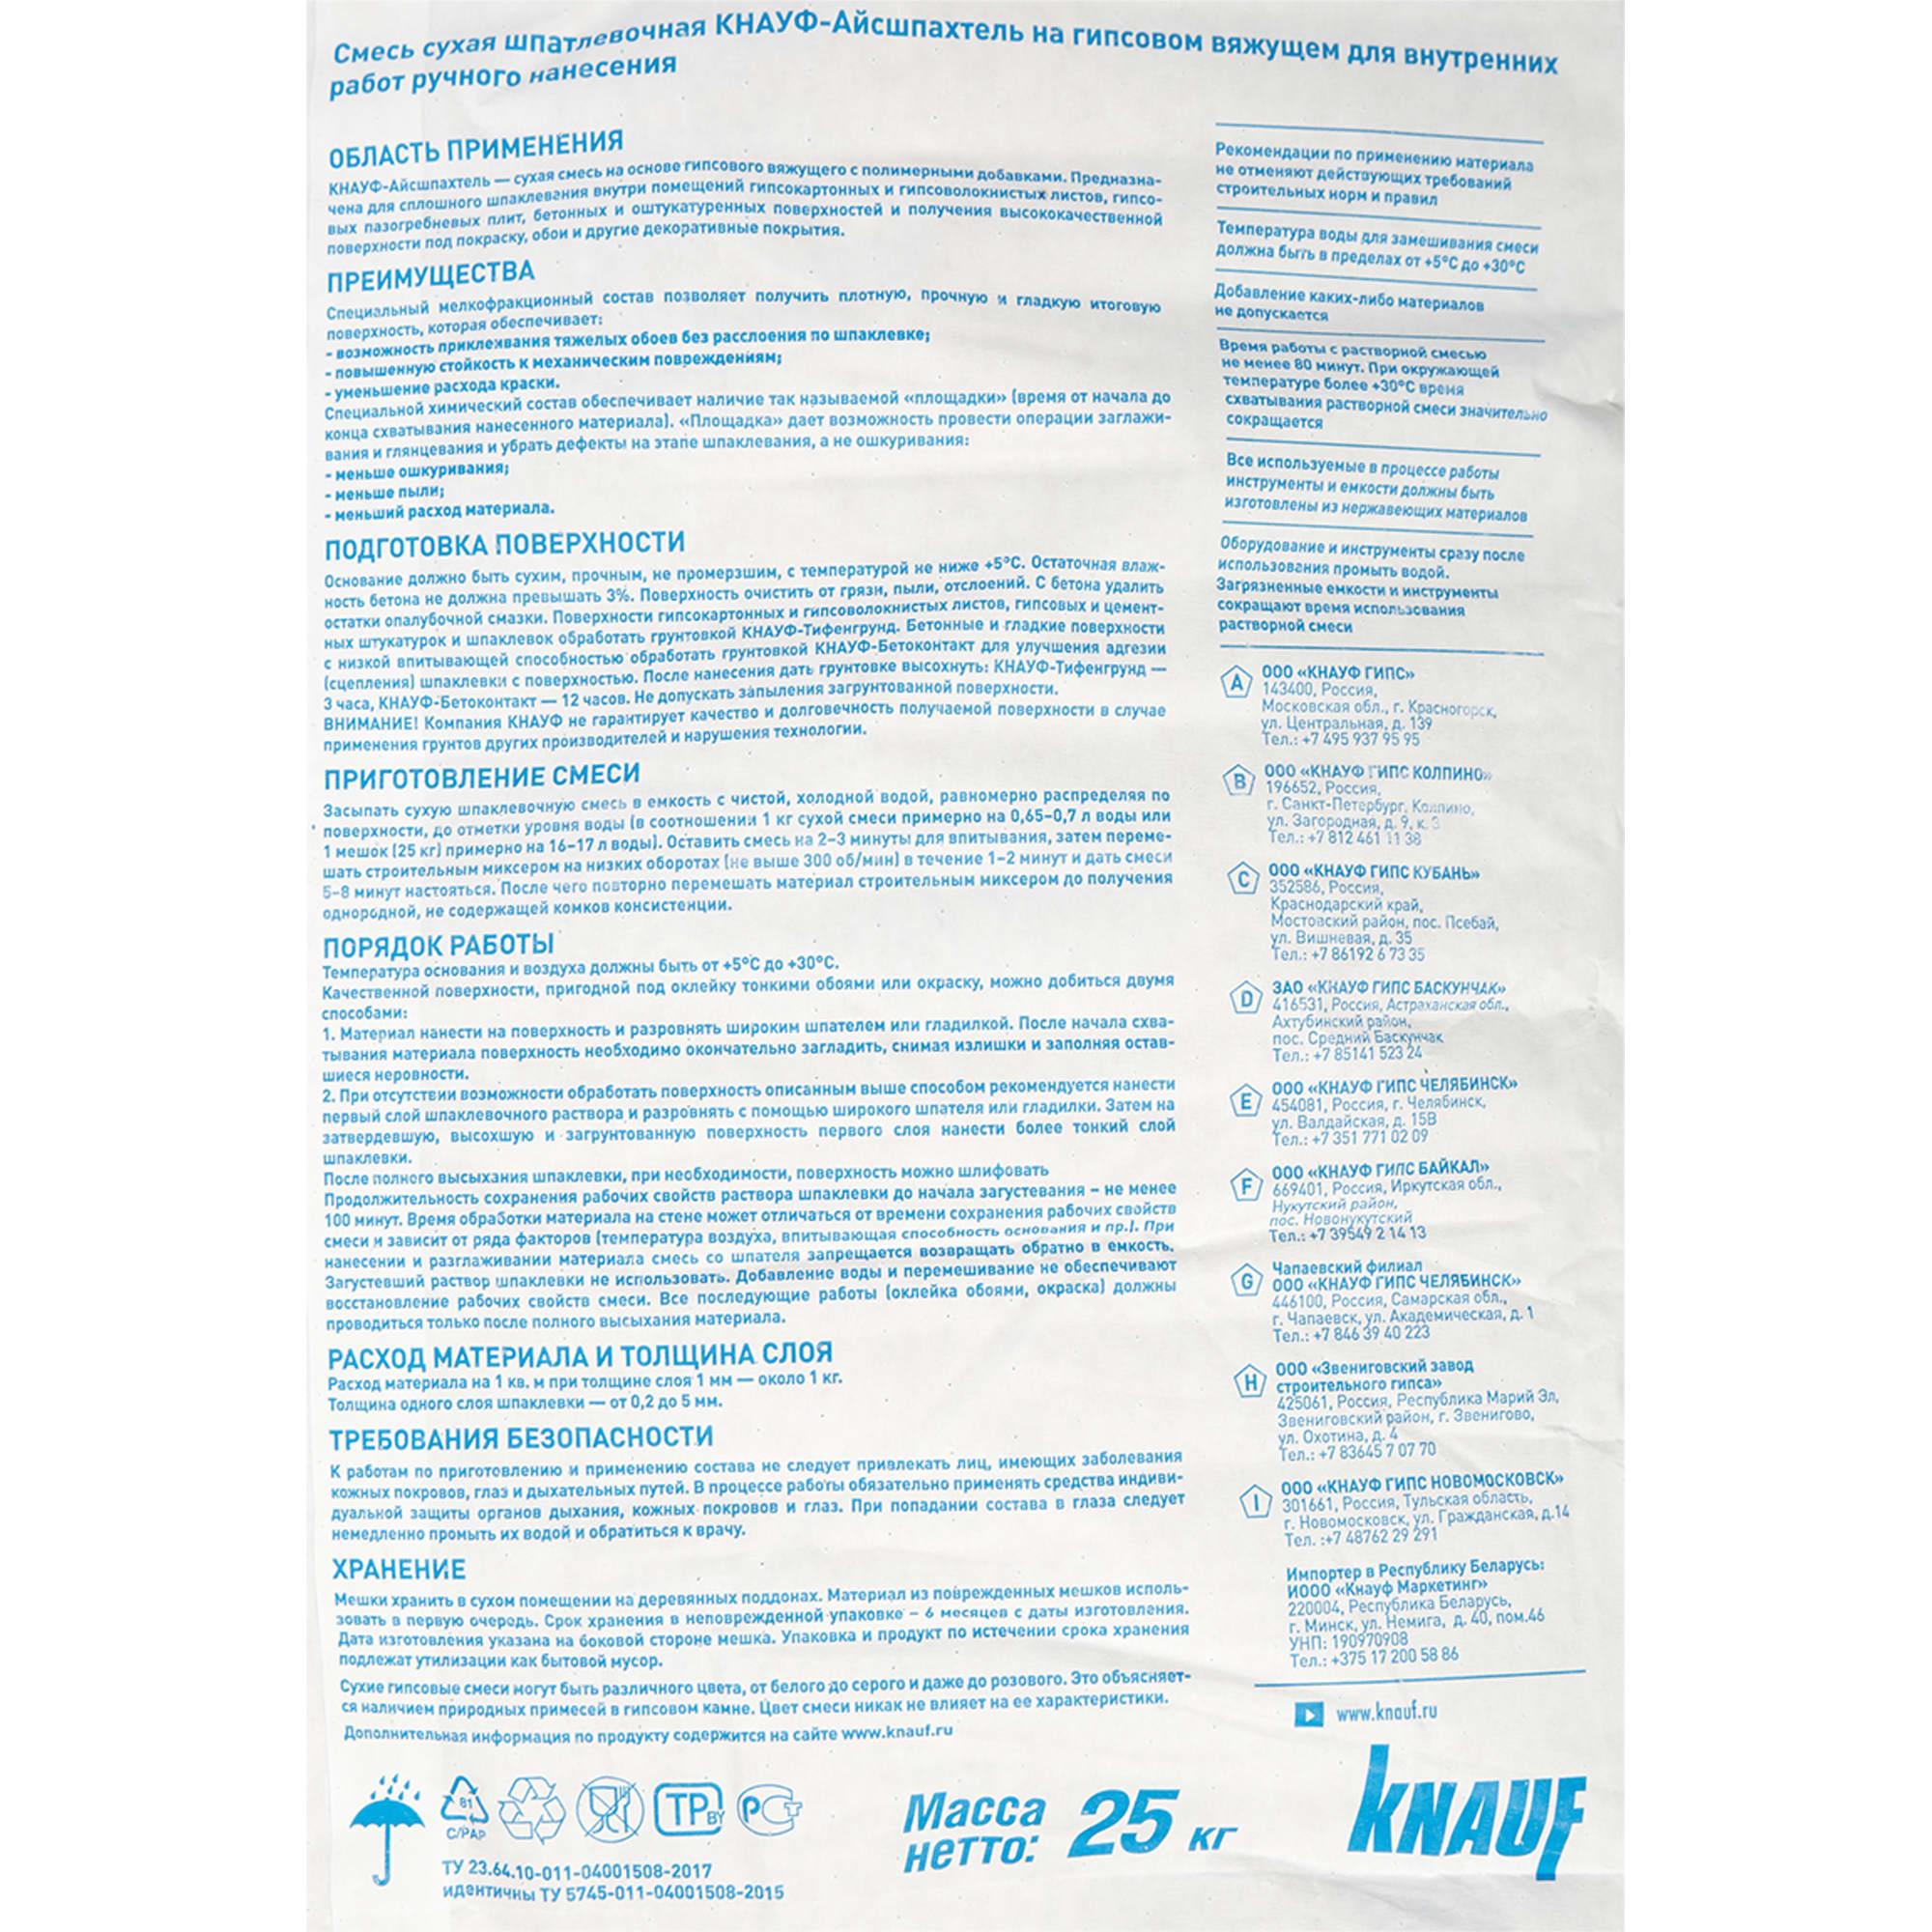 Смесь сухая шпатлевочная КНАУФ-Айсшпахтель на гипсовом вяжущем для внутренних
работ ручного нанесения
ОБЛАСТЬ ПРИМЕНЕНИЯ
КНАУФ-Айсшпахтель — сухая смесь на основе гипсового вяжущего с полимерными добавками. Предназна-
чена для сплошного шпаклевания внутри помещений гипсокартонных и гипсоволокнистых листов, гипсо-
вых пазогребневых плит, бетонных и оштукатуренных поверхностей и получения высококачественной
поверхности под покраску, обои и другие декоративные покрытия.
ПРЕИМУЩЕСТВА
Специальный мелкофракционный состав позволяет получить плотную, прочную и гладкую итоговую
поверхность, которая обеспечивает:
- возможность приклеивания тяжелых обоев без расслоения по шпаклевке;
- повышенную стойкость к механическим повреждениям;
- уменьшение расхода краски.
Специальной химический состав обеспечивает наличие так называемой «площадки» (время от начала до
конца схватывания нанесенного материала). «Площадка» дает возможность провести операции заглажи-
вания и глянцевания и убрать дефекты на этапе шпаклевания, а не ошкуривания:
- меньше ошкуривания;
- меньше пыли;
- меньший расход материала.
ПОДГОТОВКА ПОВЕРХНОСТИ
Основание должно быть сухим, прочным, не промерзшим, с температурой не ниже +5°С. Остаточная влаж-
ность бетона не должна превышать 3%. Поверхность очистить от грязи, пыли, отслоений. С бетона удалить
остатки опалубочной смазки. Поверхности гипсокартонных и гипсоволокнистых листов, гипсовых и цемент-
ных штукатурок и шпаклевок обработать грунтовкой КНАУФ-Тифенгрунд. Бетонные и гладкие поверхности
с низкой впитывающей способностью обработать грунтовкой КНАУФ-Бетоконтакт для улучшения адгезии
(сцепления) шпаклевки с поверхностью. После нанесения дать грунтовке высохнуть: КНАУФ-Тифенгрунд —
3 часа, КНАУФ-Бетоконтакт — 12 часов. Не допускать запыления загрунтованной поверхности.
ВНИМАНИЕ! Компания КНАУФ не гарантирует качество и долговечность получаемой поверхности в случае
применения грунтов других производителей и нарушения технологии.
ПРИГОТОВЛЕНИЕ СМЕСИ
Засыпать сухую шпаклевочную смесь в емкость с чистой, холодной водой, равномерно распределяя по
поверхности, до отметки уровня воды (в соотношении 1 кг сухой смеси примерно на 0,65–0,7 л воды или
1 мешок (25 кг) примерно на 16–17 л воды). Оставить смесь на 2–3 минуты для впитывания, затем переме-
шать строительным миксером на низких оборотах (не выше 300 об/мин) в течение 1–2 минут и дать смеси
5–8 минут настояться. После чего повторно перемешать материал строительным миксером до получения
однородной, не содержащей комков консистенции.
ПОРЯДОК РАБОТЫ
Температура основания и воздуха должны быть от +5°С до +30°С.
Качественной поверхности, пригодной под оклейку тонкими обоями или окраску, можно добиться двумя
способами:
1. Материал нанести на поверхность и разровнять широким шпателем или гладилкой. После начала схва-
тывания материала поверхность необходимо окончательно загладить, снимая излишки и заполняя остав-
шиеся неровности.
2. При отсутствии возможности обработать поверхность описанным выше способом рекомендуется нанести
первый слой шпаклевочного раствора и разровнять с помощью широкого шпателя или гладилки. Затем на
затвердевшую, высохшую и загрунтованную поверхность первого слоя нанести более тонкий слой
шпаклевки.
После полного высыхания шпаклевки, при необходимости, поверхность можно шлифовать
Продолжительность сохранения рабочих свойств раствора шпаклевки до начала загустевания – не менее
100 минут. Время обработки материала на стене может отличаться от времени сохранения рабочих свойств
смеси и зависит от ряда факторов (температура воздуха, впитывающая способность основания и пр.). При
нанесении и разглаживании материала смесь со шпателя запрещается возвращать обратно в емкость.
Загустевший раствор шпаклевки не использовать. Добавление воды и перемешивание не обеспечивают
восстановление рабочих свойств смеси. Все последующие работы (оклейка обоями, окраска) должны
проводиться только после полного высыхания материала.
РАСХОД МАТЕРИАЛА И ТОЛЩИНА СЛОЯ
Расход материала на 1 кв. м при толщине слоя 1 мм — около 1 кг.
Толщина одного слоя шпаклевки — от 0,2 до 5 мм.
ТРЕБОВАНИЯ БЕЗОПАСНОСТИ
К работам по приготовлению и применению состава не следует привлекать лиц, имеющих заболевания
кожных покровов, глаз и дыхательных путей. В процессе работы обязательно применять средства индиви-
дуальной защиты органов дыхания, кожных покровов и глаз. При попадании состава в глаза следует
немедленно промыть их водой и обратиться к врачу.
ХРАНЕНИЕ
Мешки хранить в сухом помещении на деревянных поддонах. Материал из поврежденных мешков исполь-
зовать в первую очередь. Срок хранения в неповрежденной упаковке – 6 месяцев с даты изготовления.
Дата изготовления указана на боковой стороне мешка. Упаковка и продукт по истечении срока хранения
подлежат утилизации как бытовой мусор.
Сухие гипсовые смеси могут быть различного цвета, от белого до серого и даже до розового. Это объясняет-
ся наличием природных примесей в гипсовом камне. Цвет смеси никак не влияет на ее характеристики.
Дополнительная информация по продукту содержится на сайте www.knauf.ru
Рекомендации по применению материала
не отменяют действующих требований
строительных норм и правил
Температура воды для замешивания смеси
должна быть в пределах от +5°С до +30°С
Добавление каких-либо материалов
не допускается
Время работы с растворной смесью
не менее 80 минут. При окружающей
температуре более +30°С время
схватывания растворной смеси значительно
сокращается
Все используемые в процессе работы
инструменты и емкости должны быть
изготовлены из нержавеющих материалов
Оборудование и инструменты сразу после
использования промыть водой.
Загрязненные емкости и инструменты
сокращают время использования
растворной смеси
A ООО «КНАУФ ГИПС»
143400, Россия,
Московская обл., г. Красногорск,
ул. Центральная, д. 139
Тел.: +7 495 937 95 95
B ООО «КНАУФ ГИПС КОЛПИНО»
196652, Россия,
г. Санкт-Петербург, Колпино,
ул. Загородная, д. 9, к. 3
Тел.: +7 812 461 11 38
C ООО «КНАУФ ГИПС КУБАНЬ»
352586, Россия,
Краснодарский край,
Мостовский район, пос. Псебай,
ул. Вишневая, д. 35
Тел.: +7 86192 6 73 35
D ЗАО «КНАУФ ГИПС БАСКУНЧАК»
416531, Россия, Астраханская обл.,
Ахтубинский район,
пос. Средний Баскунчак
Тел.: +7 85141 523 24
E ООО «КНАУФ ГИПС ЧЕЛЯБИНСК»
454081, Россия, г. Челябинск,
ул. Валдайская, д. 15В
Тел.: +7 351 771 02 09
F ООО «КНАУФ ГИПС БАЙКАЛ»
669401, Россия, Иркутская обл.,
Нукутский район,
пос. Новонукутский
Тел.: +7 39549 2 14 13
G Чапаевский филиал
ООО «КНАУФ ГИПС ЧЕЛЯБИНСК»
446100, Россия, Самарская обл.,
г. Чапаевск, ул. Академическая, д. 1
Тел.: +7 846 39 40 223
H ООО «Звениговский завод
строительного гипса»
425061, Россия, Республика Марий Эл,
Звениговский район, г. Звенигово,
ул. Охотина, д. 4
Тел.: +7 83645 7 07 70
I ООО «КНАУФ ГИПС НОВОМОСКОВСК»
301661, Россия, Тульская область,
г. Новомосковск, ул. Гражданская, д.14
Тел. :+7 48762 29 291
Импортер в Республику Беларусь:
ИООО «Кнауф Маркетинг»
220004, Республика Беларусь,
г. Минск, ул. Немига, д. 40, пом.46
УНП: 190970908
Тел.: +375 17 200 58 86
www.knauf.ru
81
C/PAP
TP BY
РСТ
ТУ 23.64.10-011-04001508-2017
идентичны ТУ 5745-011-04001508-2015
Масса
нетто: 25 кг
KNAUF